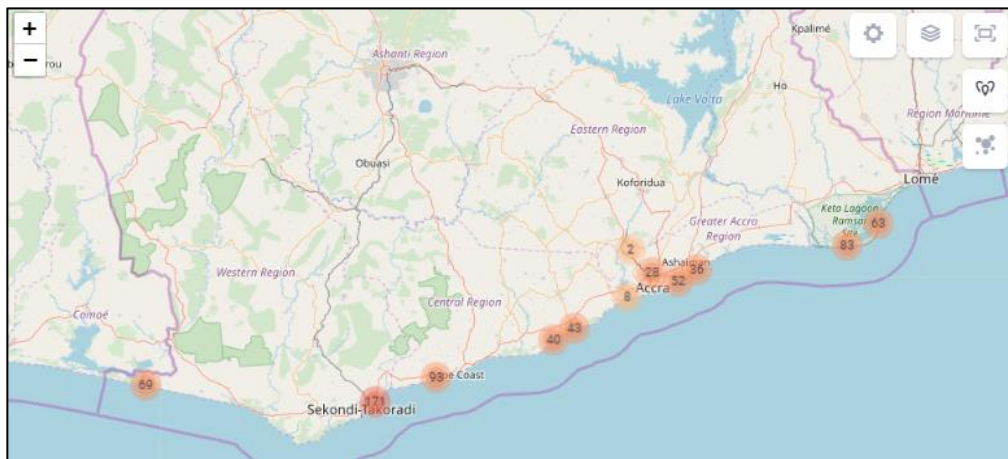 +
−
Kpalimé
Ashanti Region
Lake Volta
Ho
Region Maritime
Eastern Region
Obuasi
Koforidua
Lomé
Keta Lagoon
Ramsar
Site
63
83
Greater Accra
Region
2
Ashaiman
28
36
52
Accra
8
Western Region
Central Region
Comoé
43
40
93
Cape Coast
69
171
Sekondi-Takoradi